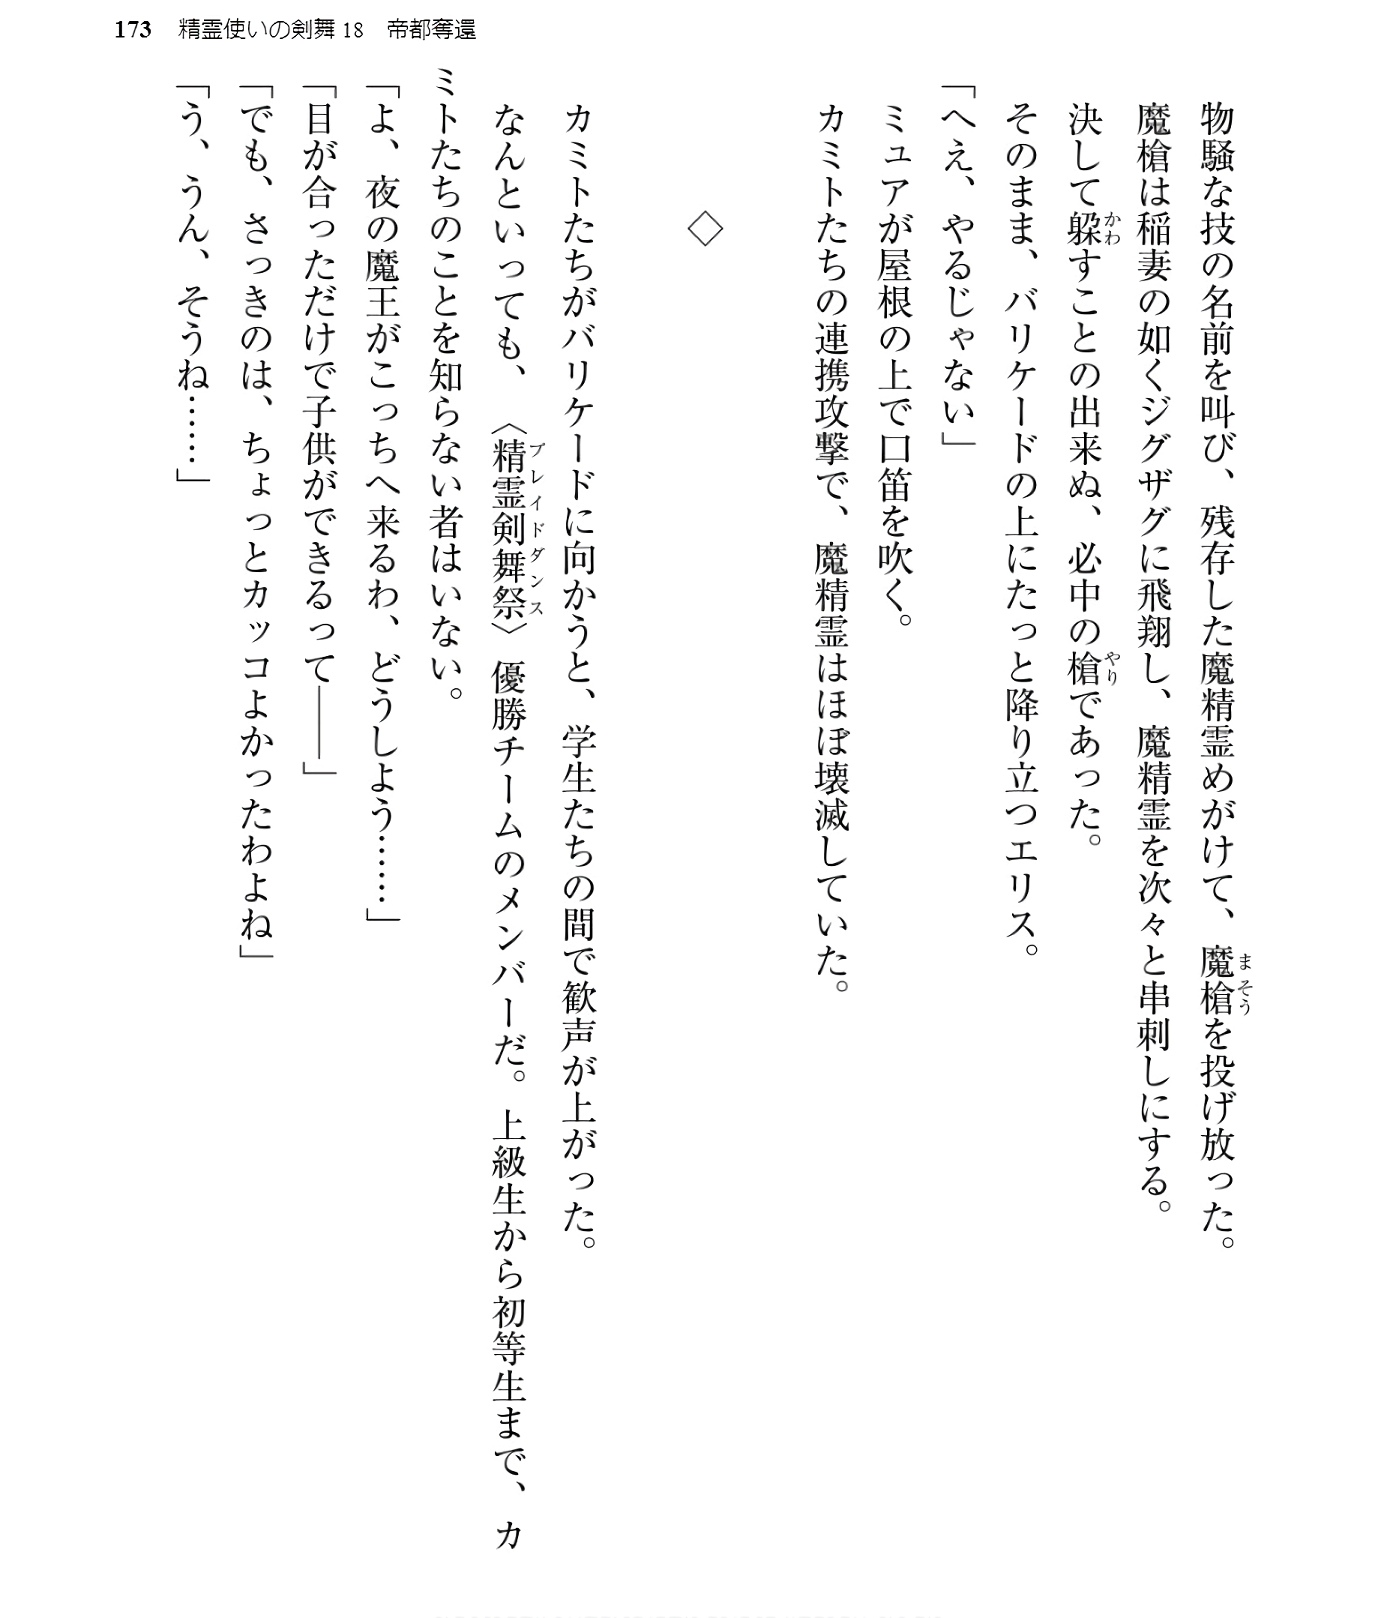 173 精霊使いの剣舞18 帝都奪還
物騒な技の名前を叫び、残存した魔精霊めがけて、魔槍を投げ放った。
魔槍は稲妻の如くジグザグに飛翔し、魔精霊を次々と串刺しにする。
決して躱すことの出来ぬ、必中の槍であった。
そのまま、バリケードの上にたっと降り立つエリス。
「へえ、やるじゃない」
ミュアが屋根の上で口笛を吹く。
カミトたちの連携攻撃で、魔精霊はほぼ壊滅していた。
◇
カミトたちがバリケードに向かうと、学生たちの間で歓声が上がった。
なんといっても、〈精霊剣舞祭〉優勝チームのメンバーだ。上級生から初等生まで、カ
ミトたちのことを知らない者はいない。
「よ、夜の魔王がこっちへ来るわ、どうしよう……」
「目が合っただけで子供ができるって――」
「でも、さっきのは、ちょっとカッコよかったわよね」
「う、うん、そうね……」